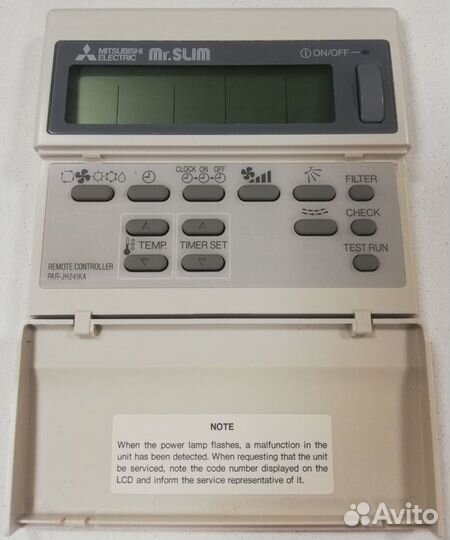 MITSUBISHI
ELECTRIC
Mr.SLIM
ON/OFF
CLOCK ON OFF
FILTER
CHECK
TEMP.
TIMER SET
TEST RUN
REMOTE CONTROLLER
PAR-JH241KA
NOTE
When the power lamp flashes, a malfunction in the
unit has been detected. When requesting that the unit
be serviced, note the code number displayed on the
LCD and inform the service representative of it.
Avito